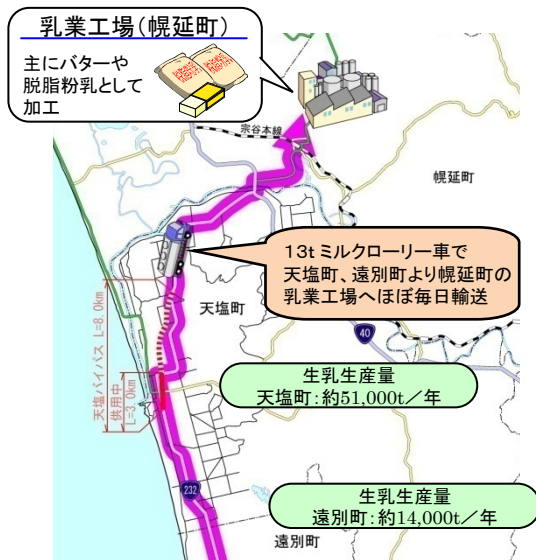 乳業工場(幌延町)
主にバターや
脱脂粉乳として
加工
宗谷本線
幌延町
13tミルクローリー車で
天塩町、遠別町より幌延町の
乳業工場へほぼ毎日輸送
天塩町
40
天塩バイパス L=8.0km
供用中
L=3.0km
生乳生産量
天塩町:約51,000t/年
232
生乳生産量
遠別町:約14,000t/年
遠別町